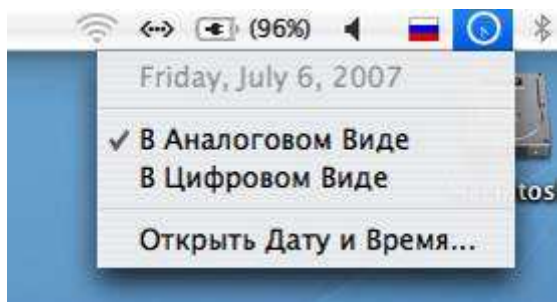 (96%)
Friday, July 6, 2007
✓ В Аналоговом Виде
В Цифровом Виде
Открыть Дату и Время...